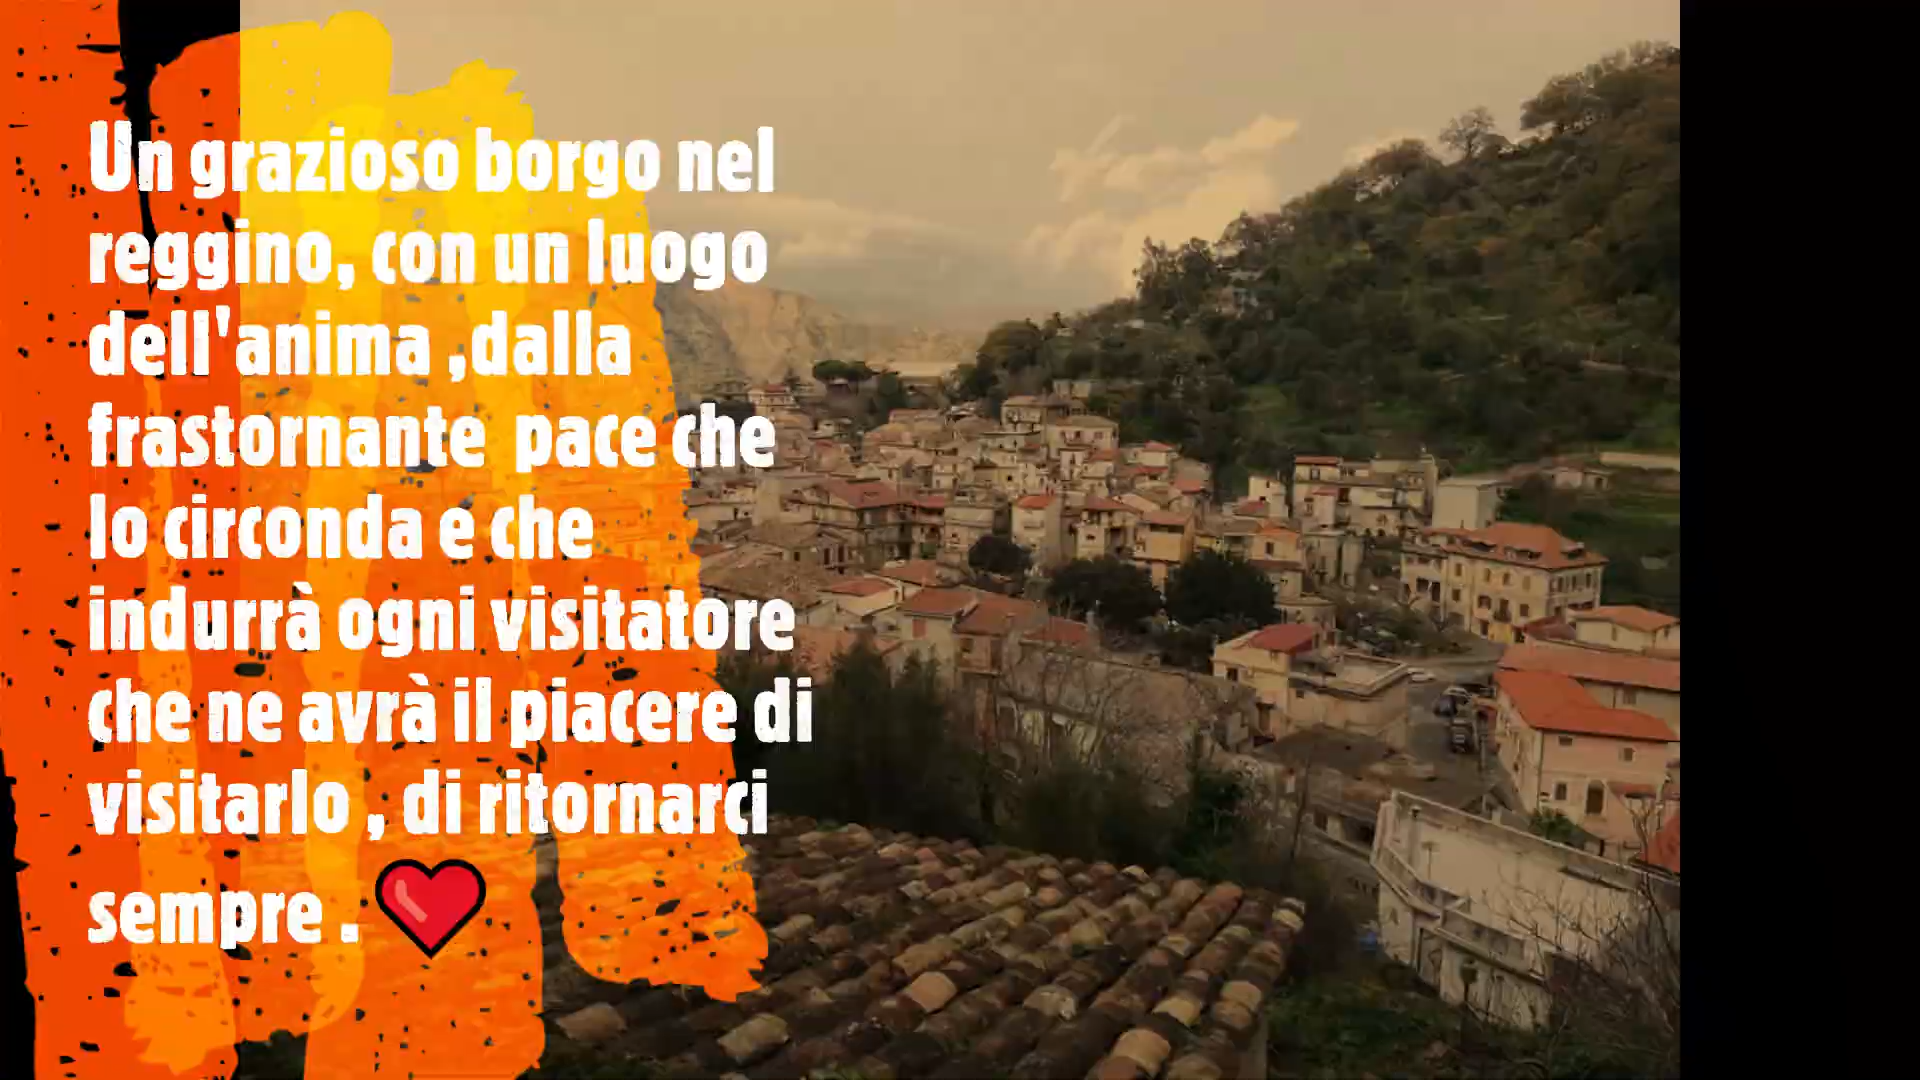 Un grazioso borgo nel
reggino, con un luogo
dell'anima ,dalla
frastornante pace che
lo circonda e che
indurrà ogni visitatore
che ne avrà il piacere di
visitarlo , di ritornarci
sempre . ❤️